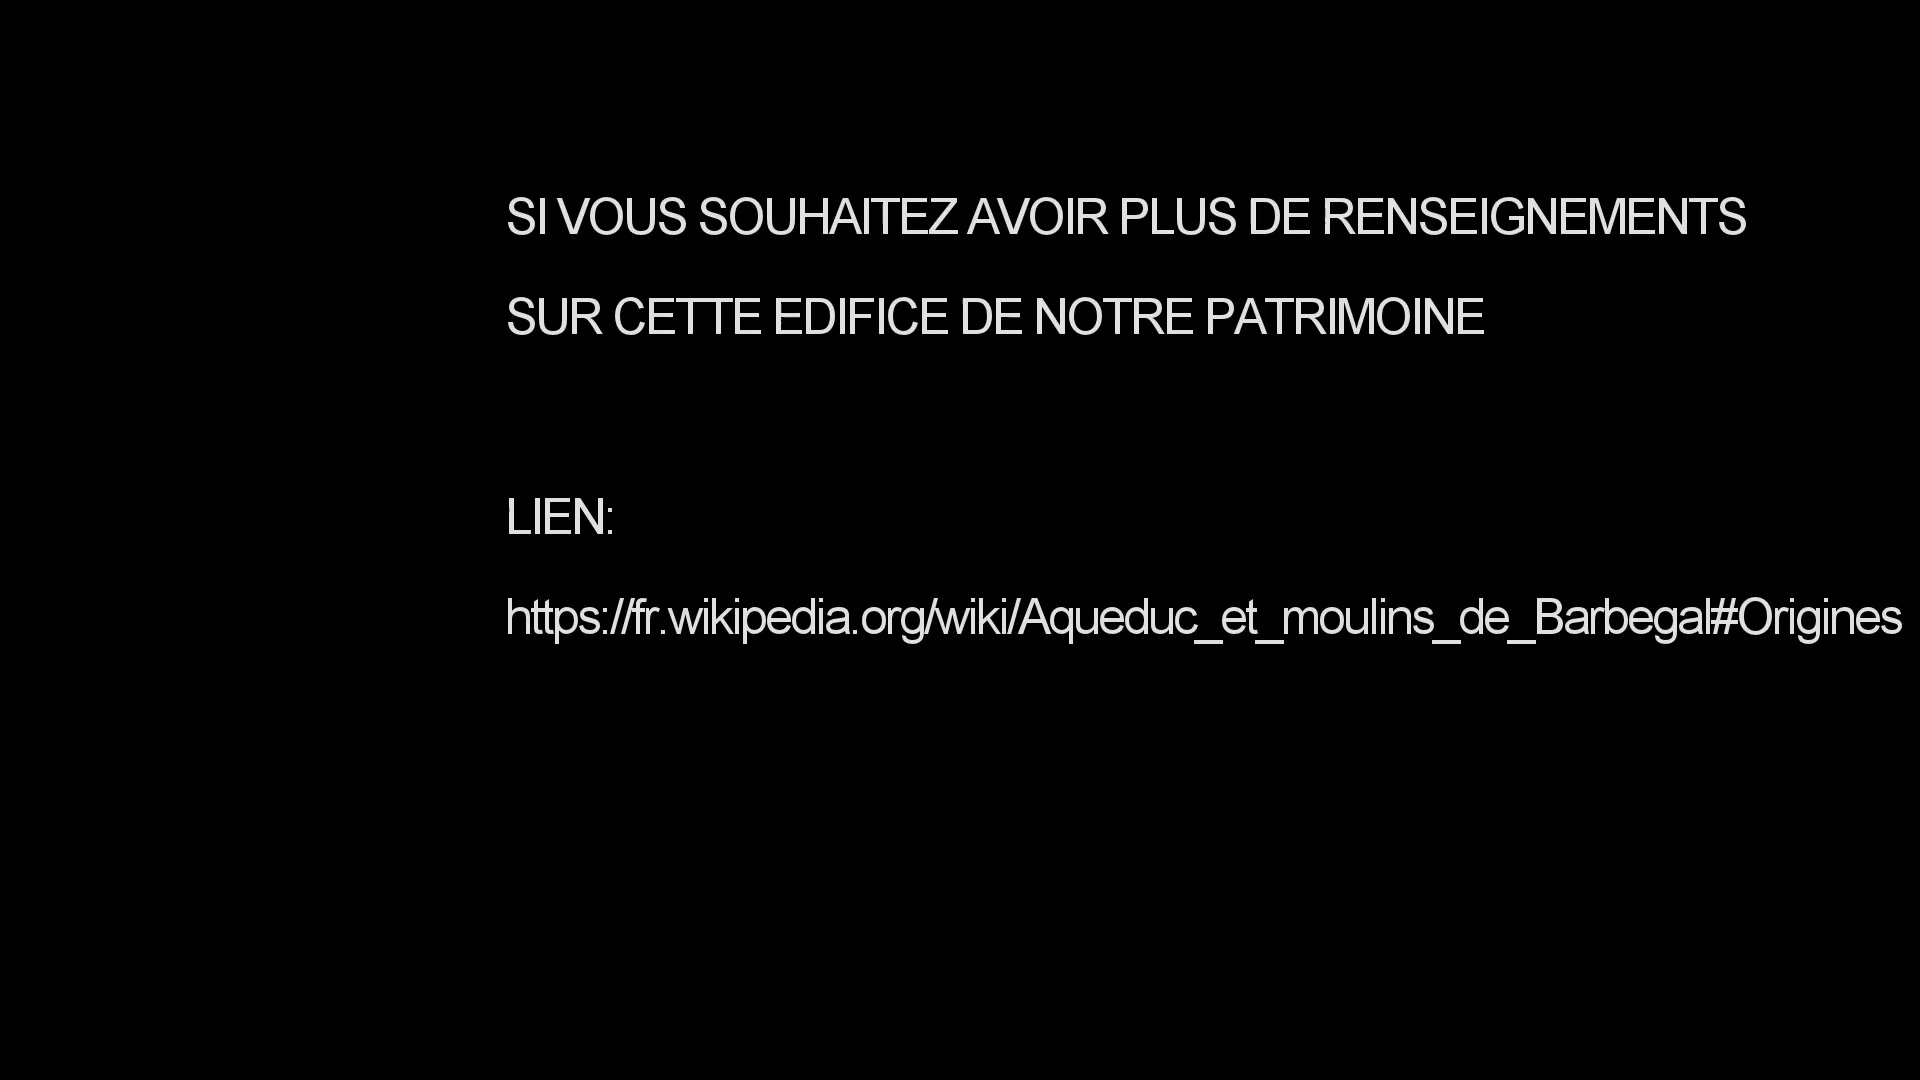 SI VOUS SOUHAITEZ AVOIR PLUS DE RENSEIGNEMENTS
SUR CETTE EDIFICE DE NOTRE PATRIMOINE
LIEN:
https://fr.wikipedia.org/wiki/Aqueduc_et_moulins_de_Barbegal#Origines